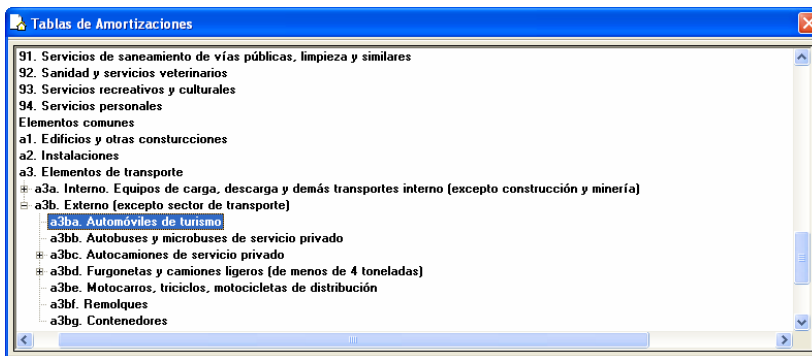 Tablas de Amortizaciones
91. Servicios de saneamiento de vías públicas, limpieza y similares
92. Sanidad y servicios veterinarios
93. Servicios recreativos y culturales
94. Servicios personales
Elementos comunes
a1. Edificios y otras consturcciones
a2. Instalaciones
a3. Elementos de transporte
a3a. Interno. Equipos de carga, descarga y demás transportes interno (excepto construcción y minería)
a3b. Externo (excepto sector de transporte)
a3ba. Automóviles de turismo
a3bb. Autobuses y microbuses de servicio privado
a3bc. Autocamiones de servicio privado
a3bd. Furgonetas y camiones ligeros (de menos de 4 toneladas)
a3be. Motocarros, triciclos, motocicletas de distribución
a3bf. Remolques
a3bg. Contenedores